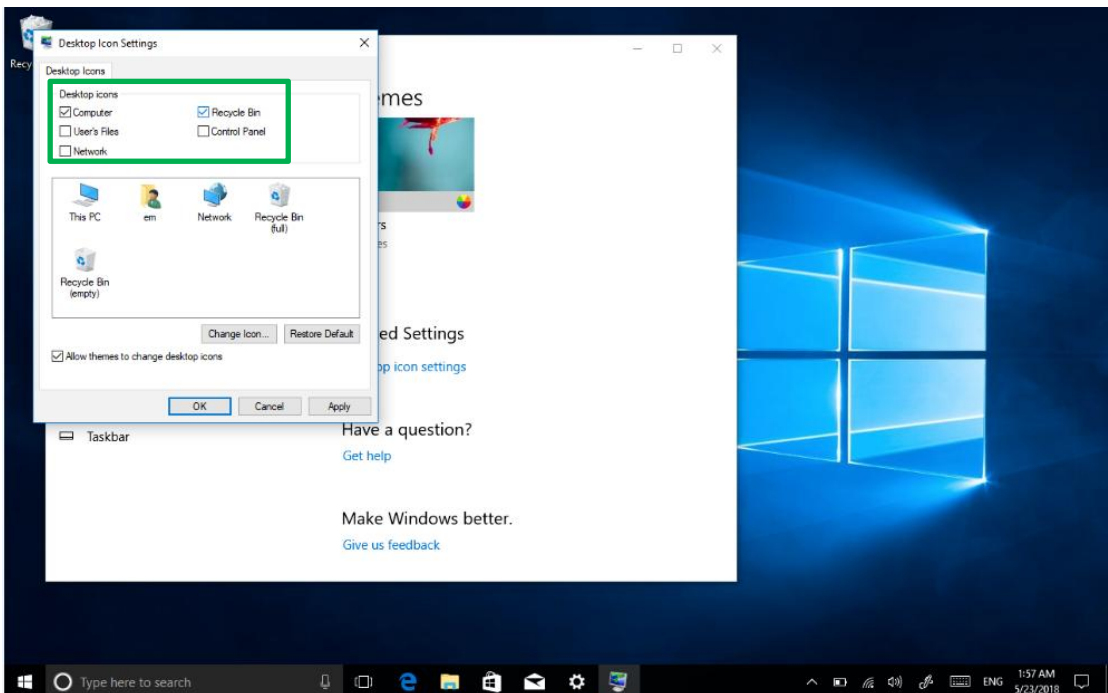 Recy
Desktop Icon Settings
Desktop Icons
Desktop icons
Computer
Recycle Bin
User's Files
Control Panel
Network
This PC
em
Network
Recycle Bin
(full)
Recycle Bin
(empty)
Change Icon...
Restore Default
Allow themes to change desktop icons
OK
Cancel
Apply
emes
rs
es
ed Settings
op icon settings
Taskbar
Have a question?
Get help
Make Windows better.
Give us feedback
Type here to search
ENG
1:57 AM
5/23/2018